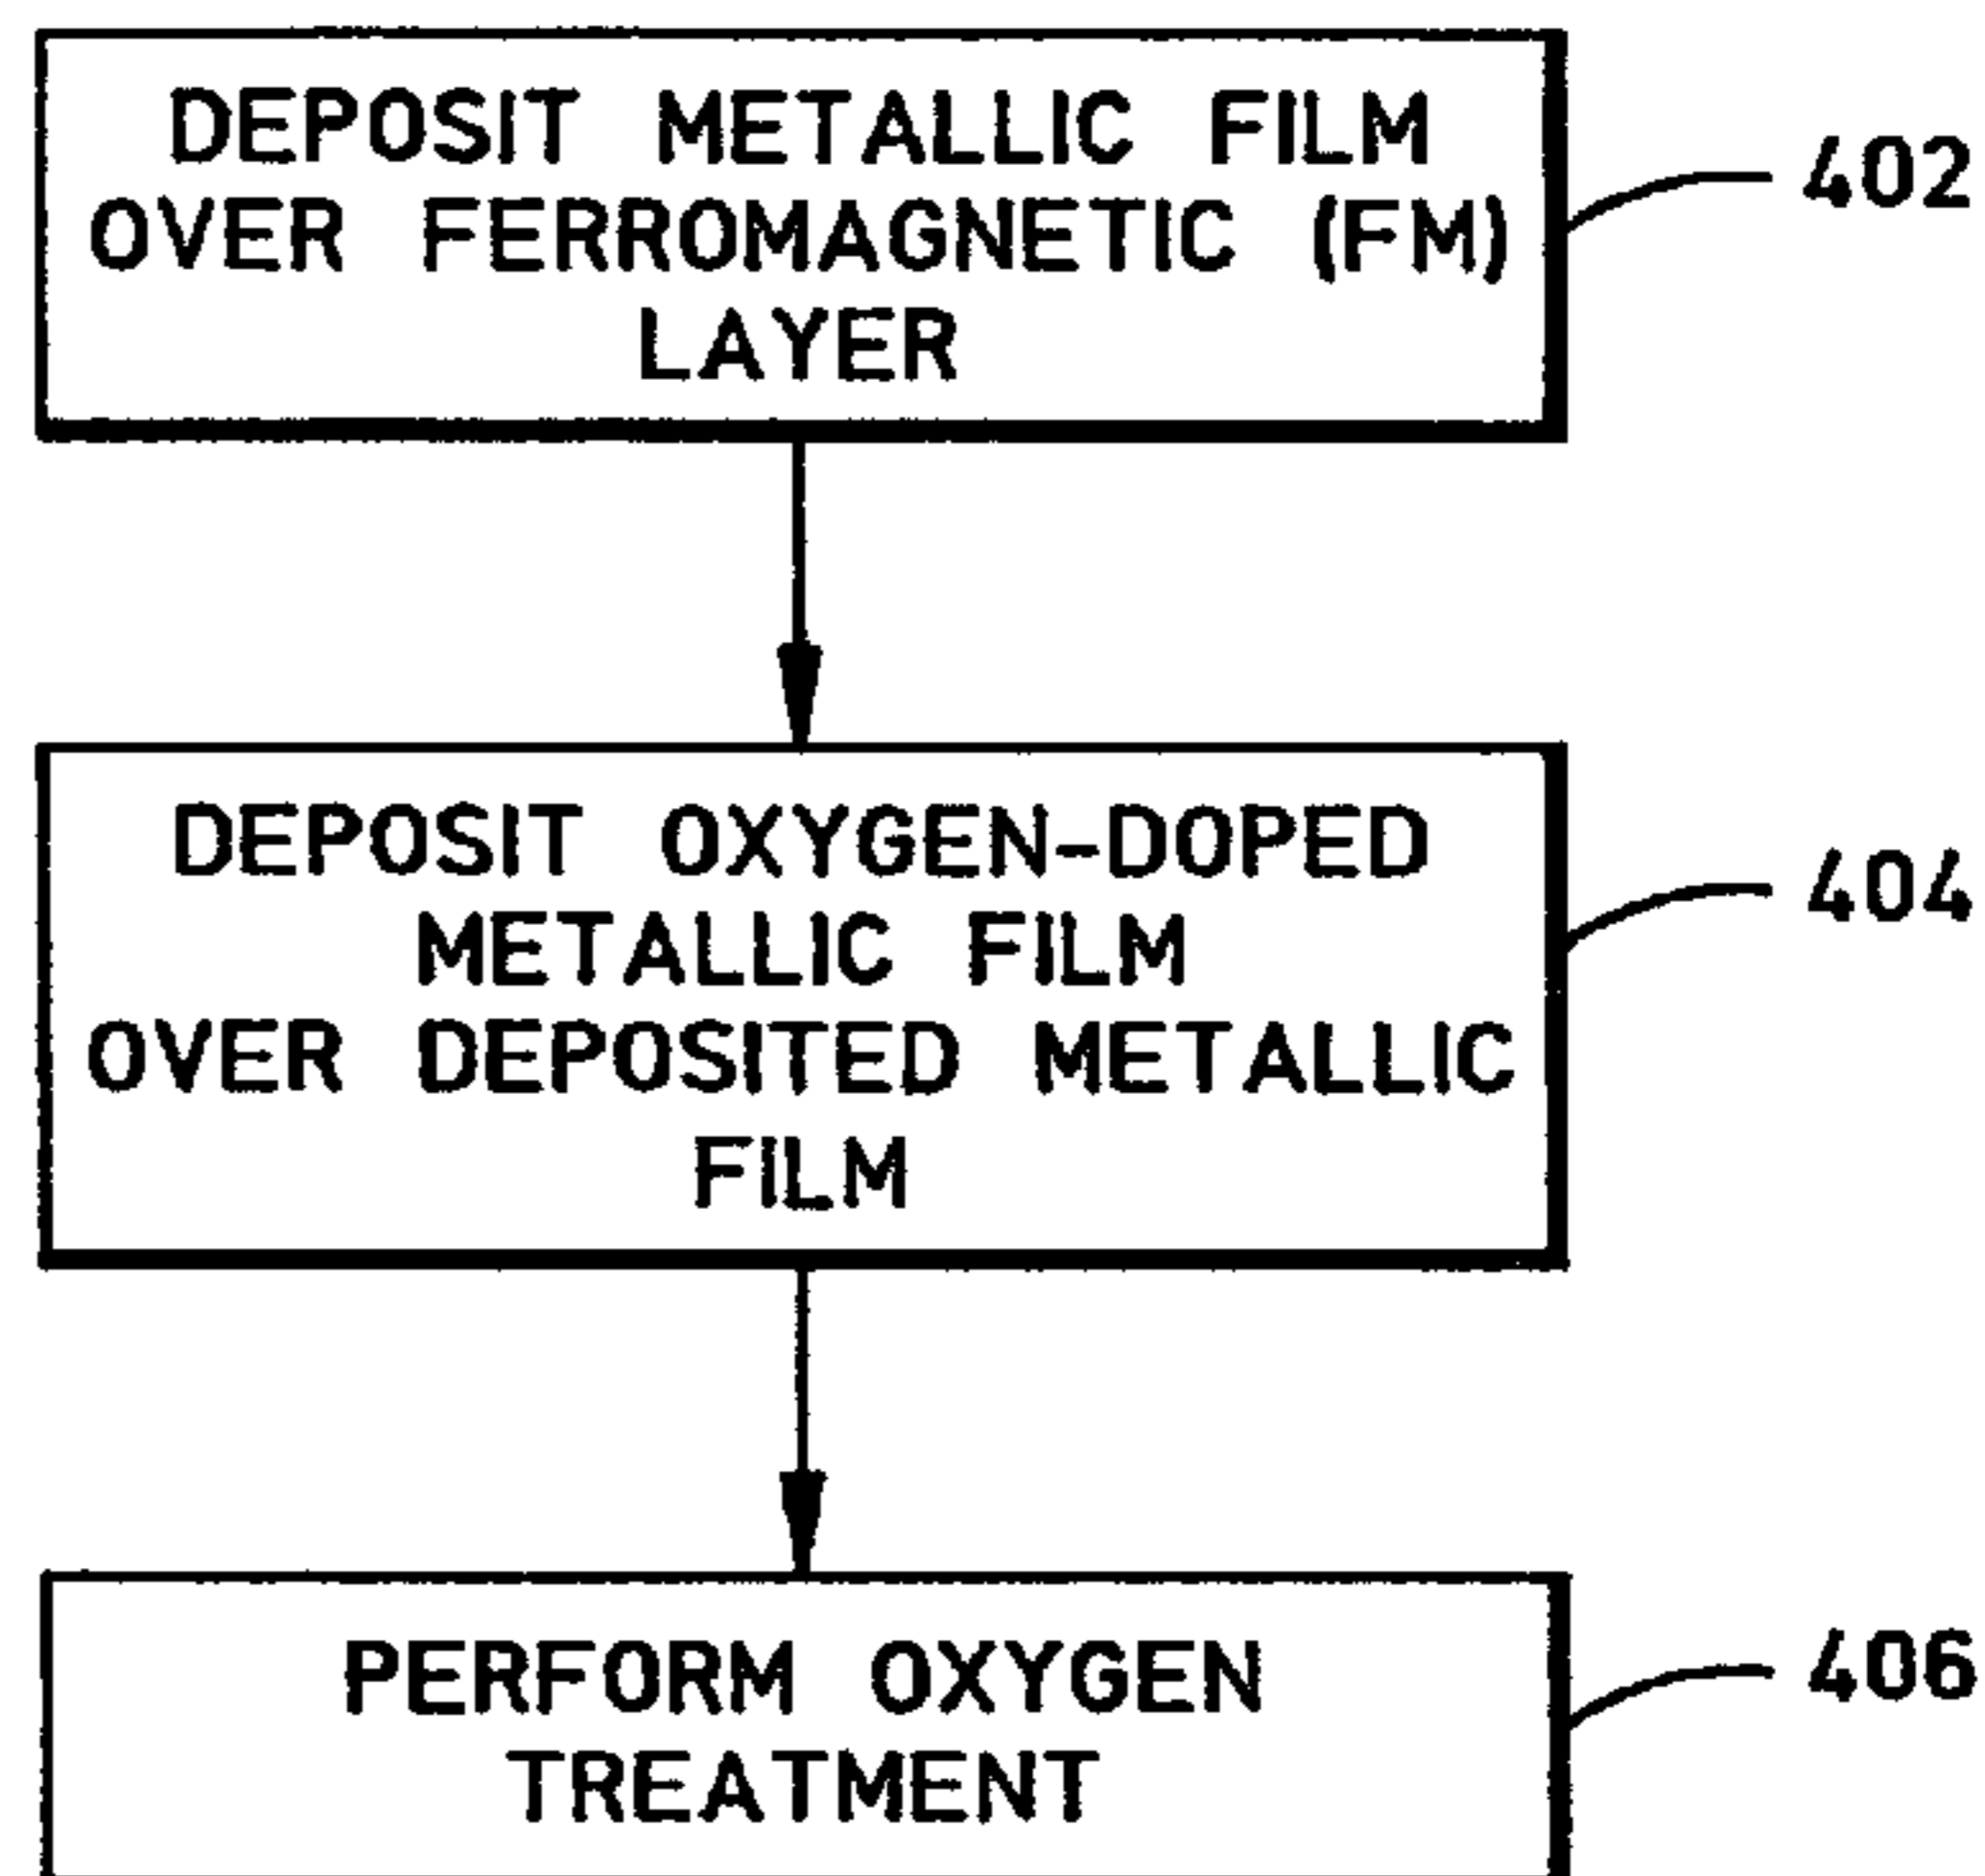 DEPOSIT METALLIC FILM
OVER FERROMAGNETIC (FM)
LAYER
402
DEPOSIT OXYGEN-DOPED
METALLIC FILM
OVER DEPOSITED METALLIC
FILM
404
PERFORM OXYGEN
TREATMENT
406